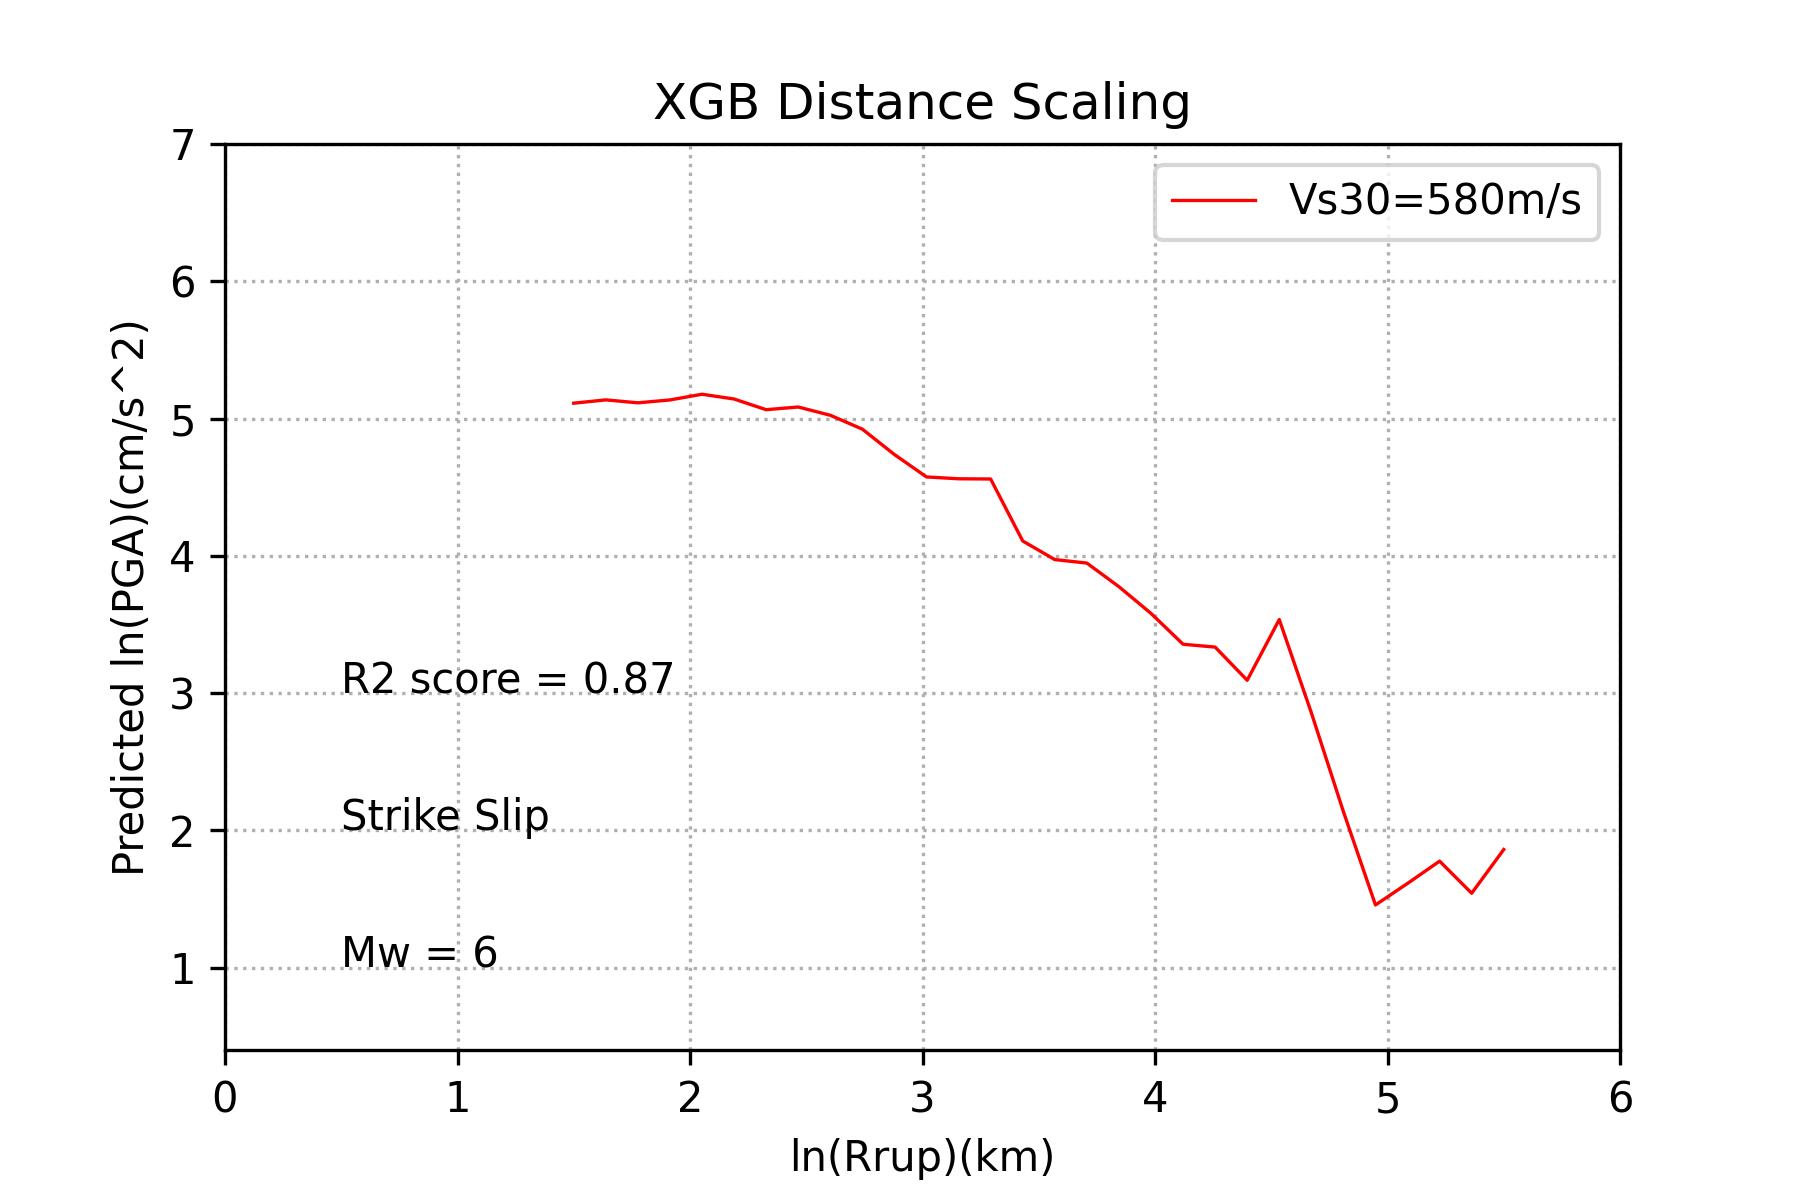 XGB Distance Scaling
7
6
5
4
3
2
1
Predicted ln(PGA)(cm/s^2)
Vs30=580m/s
R2 score = 0.87
Strike Slip
Mw = 6
0 1 2 3 4 5 6
ln(Rrup)(km)